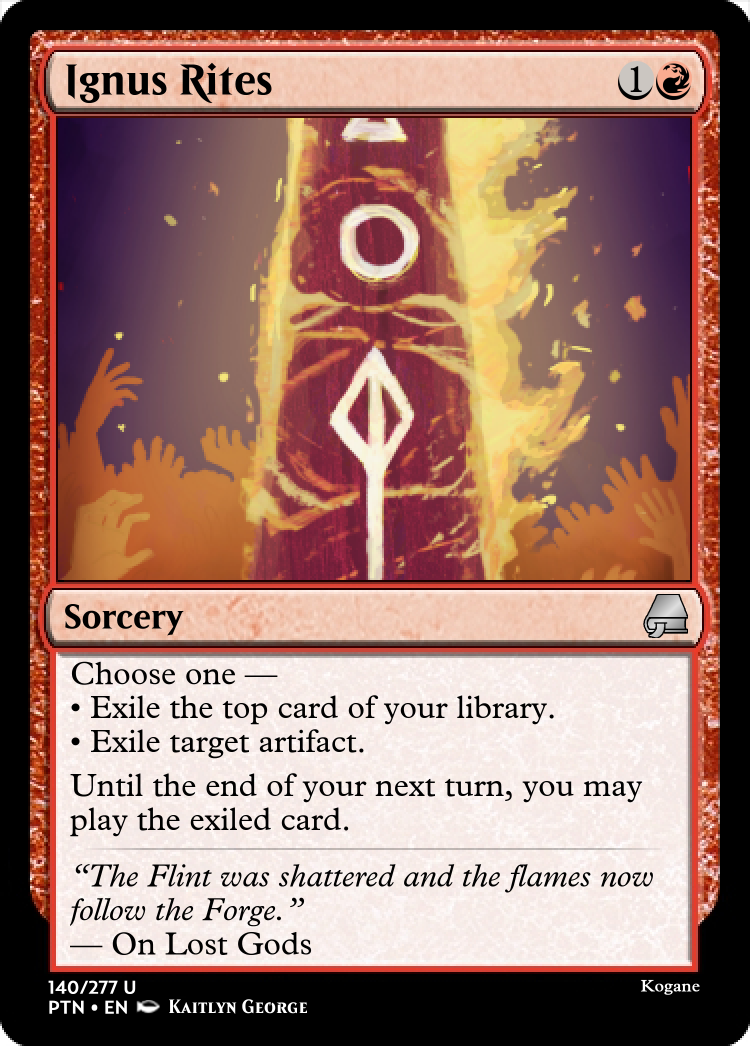 Ignus Rites 1
Sorcery
Choose one —
• Exile the top card of your library.
• Exile target artifact.
Until the end of your next turn, you may
play the exiled card.
“The Flint was shattered and the flames now
follow the Forge.”
— On Lost Gods
140/277 U
Kogane
PTN • EN Kaitlyn George